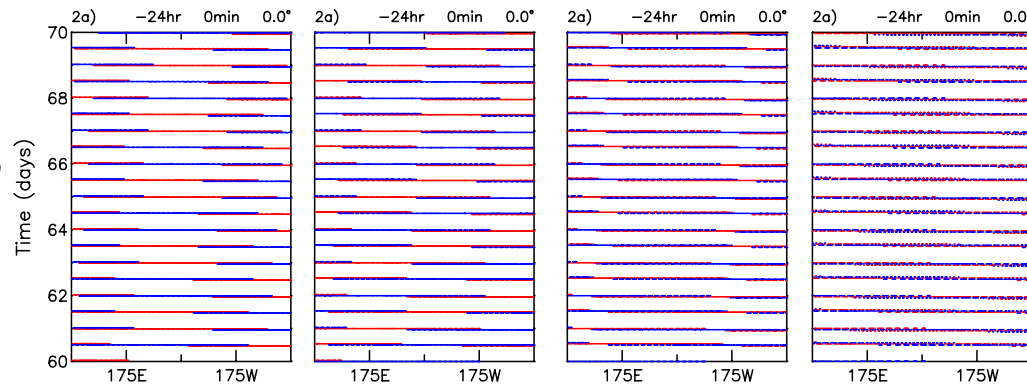 2a) −24hr 0min 0.0° 2a) −24hr 0min 0.0° 2a) −24hr 0min 0.0° 2a) −24hr 0min 0.0
70
68
66
64
62
60
Time (days)
175E 175W 175E 175W 175E 175W 175E 175W